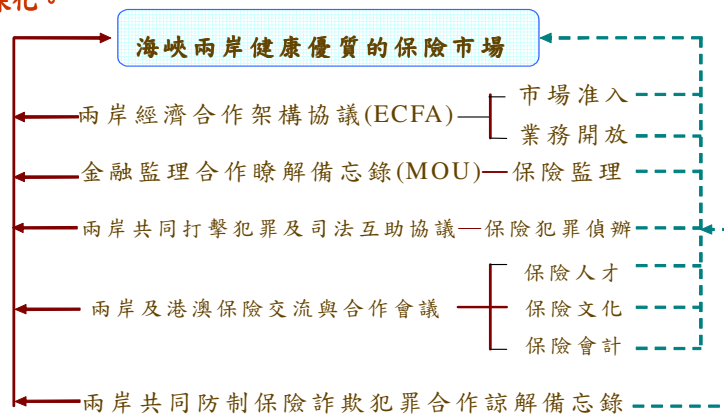 深化。
海峽兩岸健康優質的保險市場
兩岸經濟合作架構協議(ECFA)
市場准入
業務開放
金融監理合作瞭解備忘錄(MOU)
保險監理
兩岸共同打擊犯罪及司法互助協議
保險犯罪偵辦
兩岸及港澳保險交流與合作會議
保險人才
保險文化
保險會計
兩岸共同防制保險詐欺犯罪合作諒解備忘錄